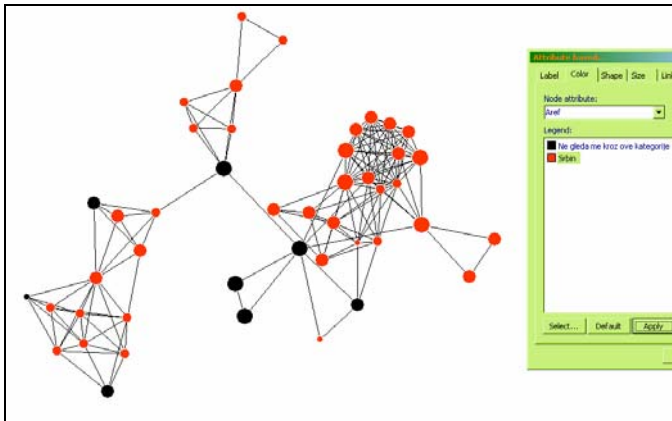 Attribute based...
Label Color Shape Size
Node attribute:
Aref
Legend:
Ne gleda me kroz ove kategorije
Srbin
Select... Default Apply